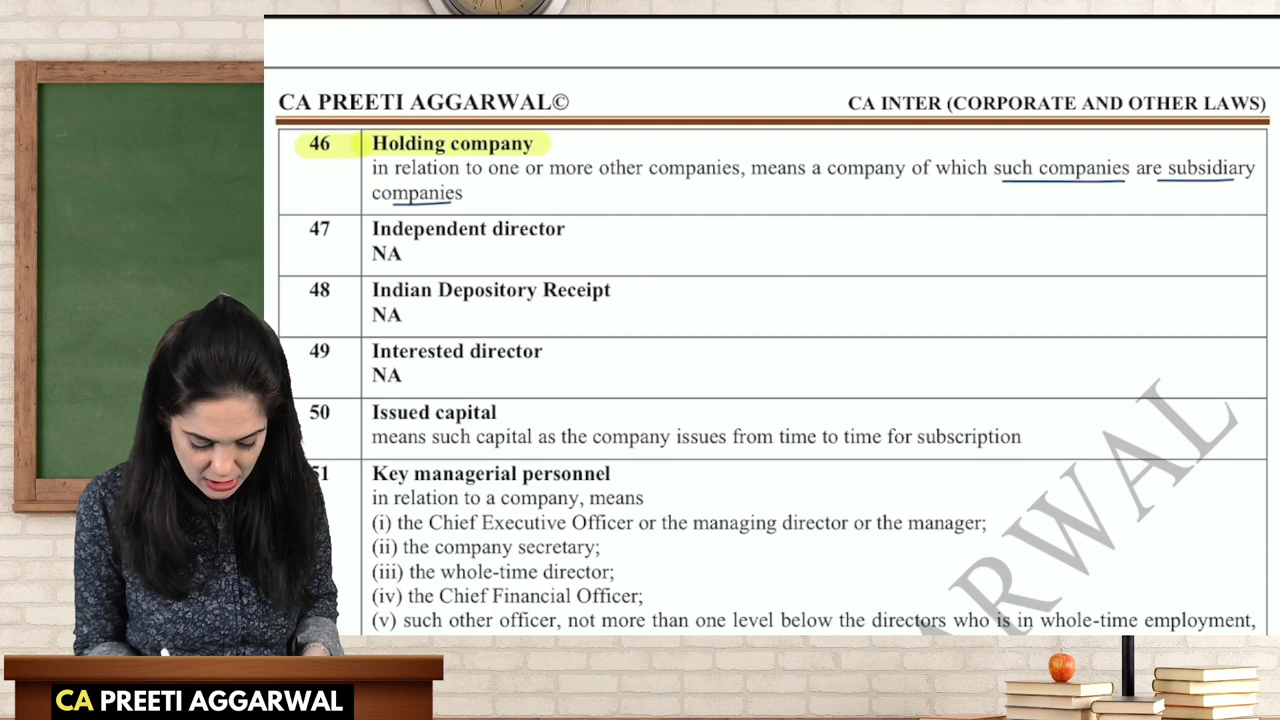 CA PREETI AGGARWAL©
CA INTER (CORPORATE AND OTHER LAWS)
46
Holding company
in relation to one or more other companies, means a company of which such companies are subsidiary
companies
47
Independent director
NA
48
Indian Depository Receipt
NA
49
Interested director
NA
50
Issued capital
means such capital as the company issues from time to time for subscription
51
Key managerial personnel
in relation to a company, means
(i) the Chief Executive Officer or the managing director or the manager;
(ii) the company secretary;
(iii) the whole-time director;
(iv) the Chief Financial Officer;
(v) such other officer, not more than one level below the directors who is in whole-time employment,
ARWAL
CA PREETI AGGARWAL